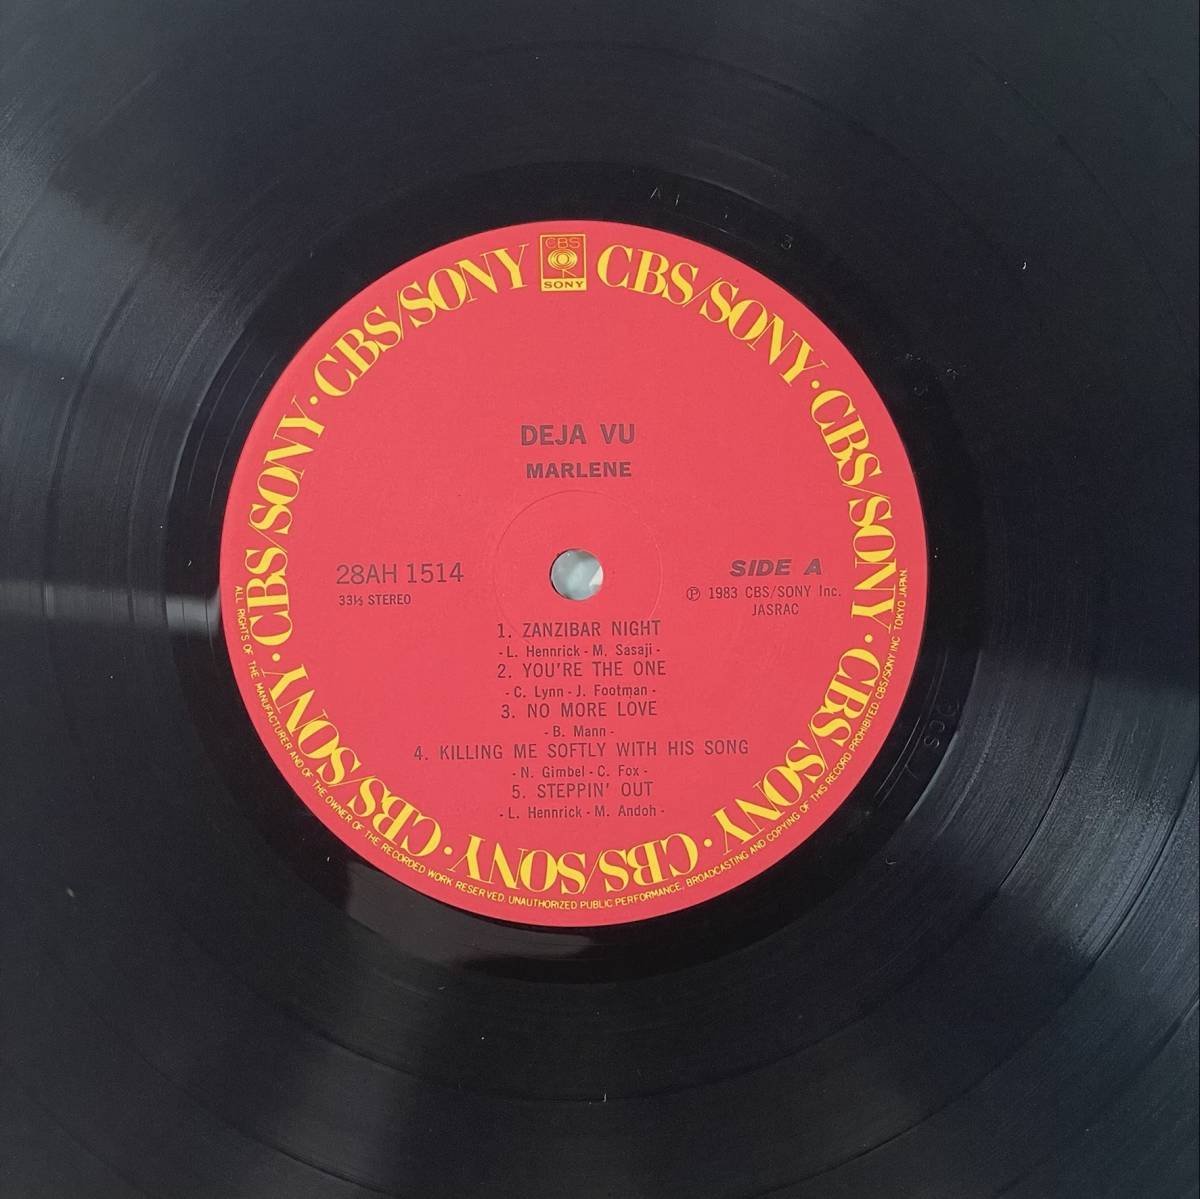 CBS
SONY
CBS/SONY · CBS/SONY · CBS/SONY · CBS/SONY · CBS/SONY · CBS/SONY · CBS/SONY · CBS/SONY · CBS/SONY · CBS/SONY
DEJA VU
MARLENE
28AH 1514
33⅓ STEREO
SIDE A
Ⓟ 1983 CBS/SONY Inc.
JASRAC
1. ZANZIBAR NIGHT
- L. Hennrick - M. Sasaji -
2. YOU'RE THE ONE
- C. Lynn - J. Footman -
3. NO MORE LOVE
- B. Mann -
4. KILLING ME SOFTLY WITH HIS SONG
- N. Gimbel - C. Fox -
5. STEPPIN' OUT
- L. Hennrick - M. Andoh -
ALL RIGHTS OF THE MANUFACTURER AND OF THE OWNER OF THE RECORDED WORK RESERVED. UNAUTHORIZED PUBLIC PERFORMANCE, BROADCASTING AND COPYING OF THIS RECORD PROHIBITED. CBS/SONY INC. TOKYO JAPAN.